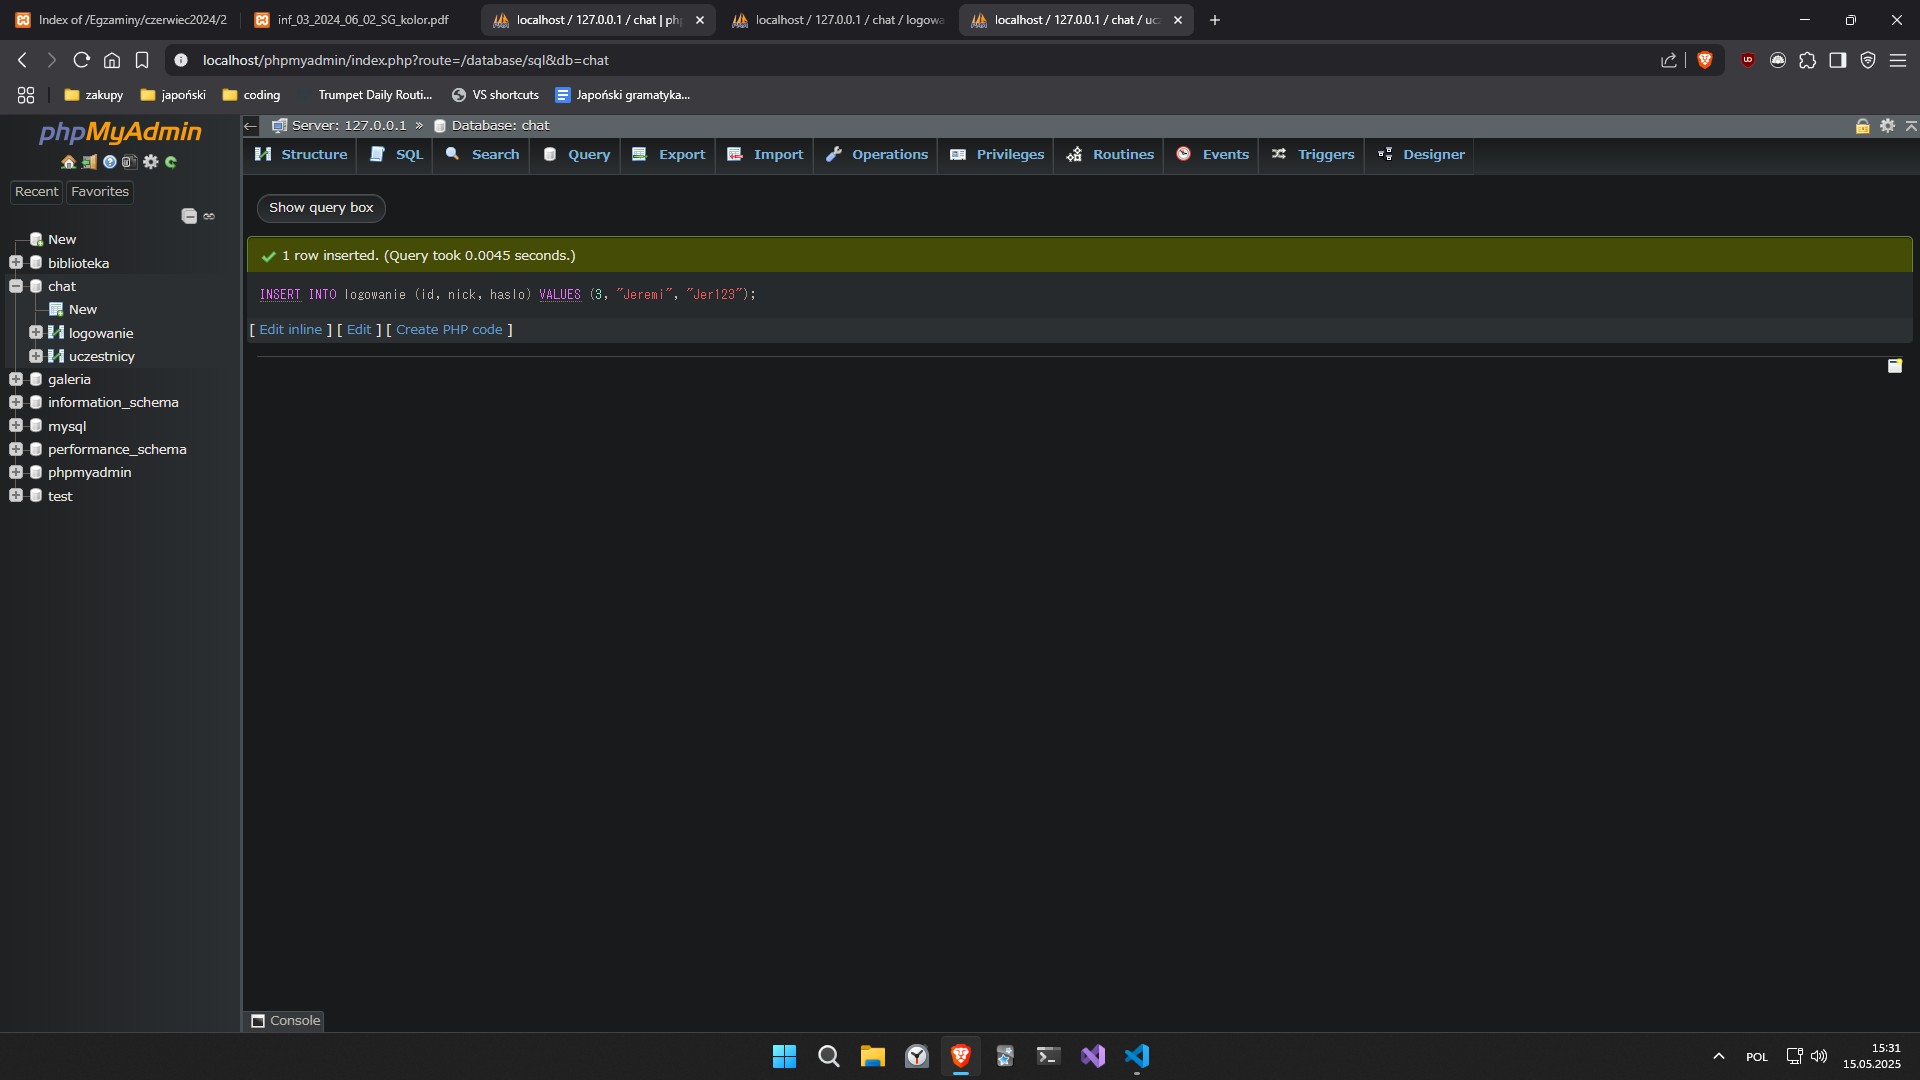 Index of /Egzaminy/czerwiec2024/2
inf_03_2024_06_02_SG_kolor.pdf
localhost / 127.0.0.1 / chat | ph
localhost / 127.0.0.1 / chat / logowa
localhost / 127.0.0.1 / chat / uc
localhost/phpmyadmin/index.php?route=/database/sql&db=chat
zakupy
japoński
coding
Trumpet Daily Routi...
VS shortcuts
Japoński gramatyka...
phpMyAdmin
Server: 127.0.0.1 »
Database: chat
Structure
SQL
Search
Query
Export
Import
Operations
Privileges
Routines
Events
Triggers
Designer
Recent
Favorites
New
biblioteka
chat
New
logowanie
uczestnicy
galeria
information_schema
mysql
performance_schema
phpmyadmin
test
Show query box
1 row inserted. (Query took 0.0045 seconds.)
INSERT INTO logowanie (id, nick, haslo) VALUES (3, "Jeremi", "Jer123");
[ Edit inline ] [ Edit ] [ Create PHP code ]
Console
POL
15:31
15.05.2025